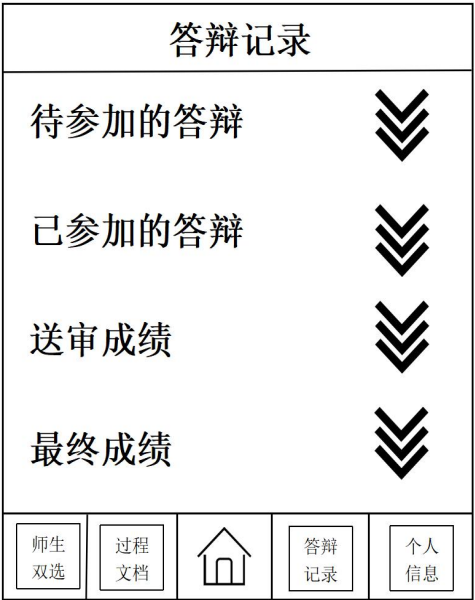 答辩记录
待参加的答辩
已参加的答辩
送审成绩
最终成绩
师生
双选
过程
文档
答辩
记录
个人
信息